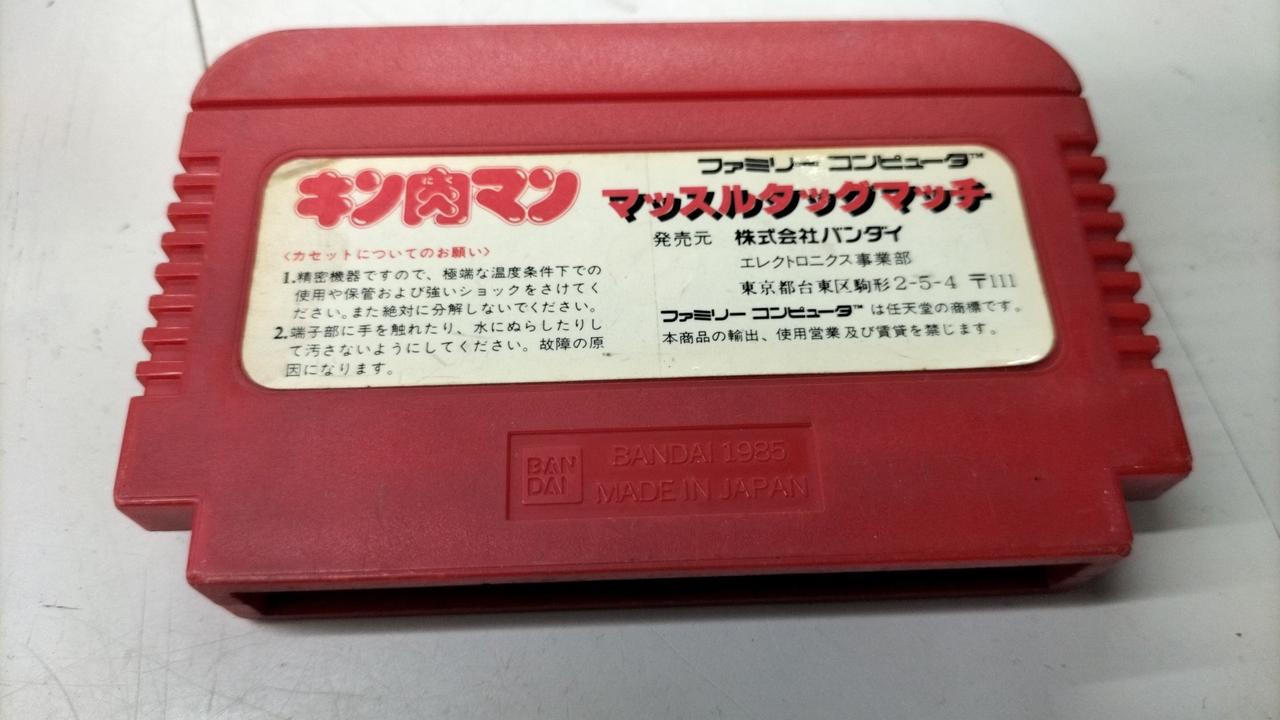 キン肉マン
〈カセットについてのお願い〉
1.精密機器ですので、極端な温度条件下での
使用や保管および強いショックをさけてく
ださい。また絶対に分解しないでください。
2.端子部に手を触れたり、水にぬらしたりし
て汚さないようにしてください。故障の原
因になります。
ファミリー コンピュータ™
マッスルタッグマッチ
発売元 株式会社バンダイ
エレクトロニクス事業部
東京都台東区駒形2-5-4 〒111
ファミリー コンピュータ™ は任天堂の商標です。
本商品の輸出、使用営業及び賃貸を禁じます。
BAN
DAI
BANDAI 1985
MADE IN JAPAN